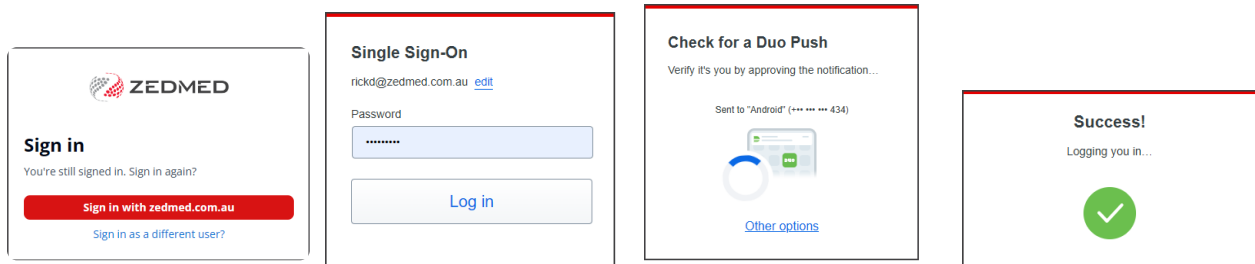 ZEDMED
Sign in
You're still signed in. Sign in again?
Sign in with zedmed.com.au
Sign in as a different user?
Single Sign-On
rickd@zedmed.com.au edit
Password
•••••••••
Log in
Check for a Duo Push
Verify it's you by approving the notification...
Sent to "Android" (+•• ••• ••• 434)
Other options
Success!
Logging you in...